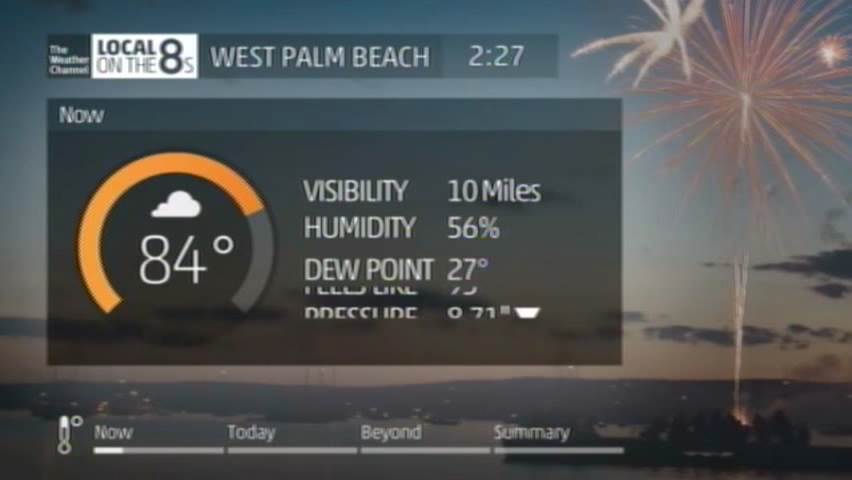 The Weather Channel
LOCAL ON THE 8s
WEST PALM BEACH
2:27
Now
84°
VISIBILITY 10 Miles
HUMIDITY 56%
DEW POINT 27°
PRESSURE
Now
Today
Beyond
Summary